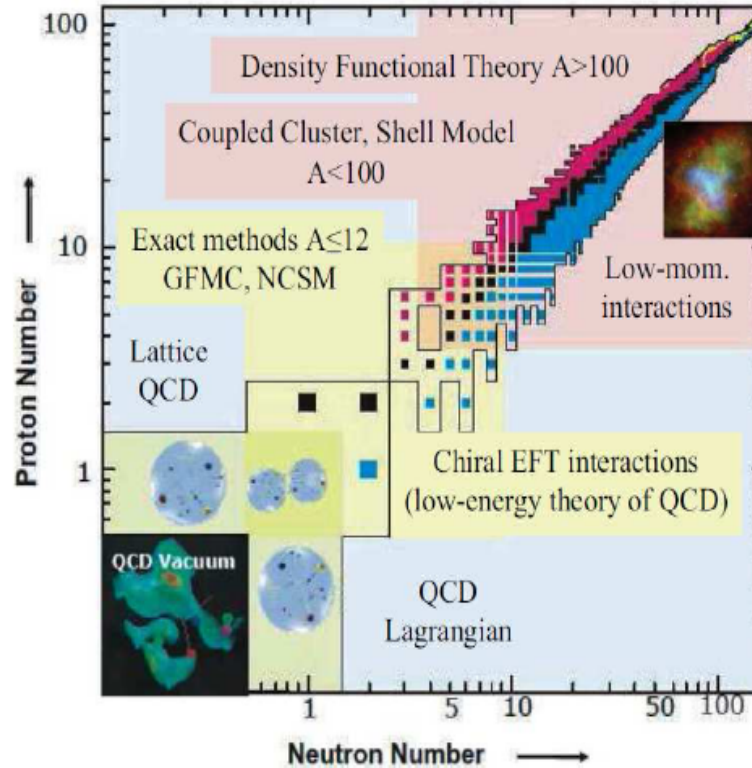 100
Density Functional Theory A>100
Coupled Cluster, Shell Model
A<100
10
Exact methods A≤12
GFMC, NCSM
Low-mom.
interactions
Lattice
QCD
1
Chiral EFT interactions
(low-energy theory of QCD)
QCD Vacuum
QCD
Lagrangian
Proton Number
1 5 10 50 100
Neutron Number